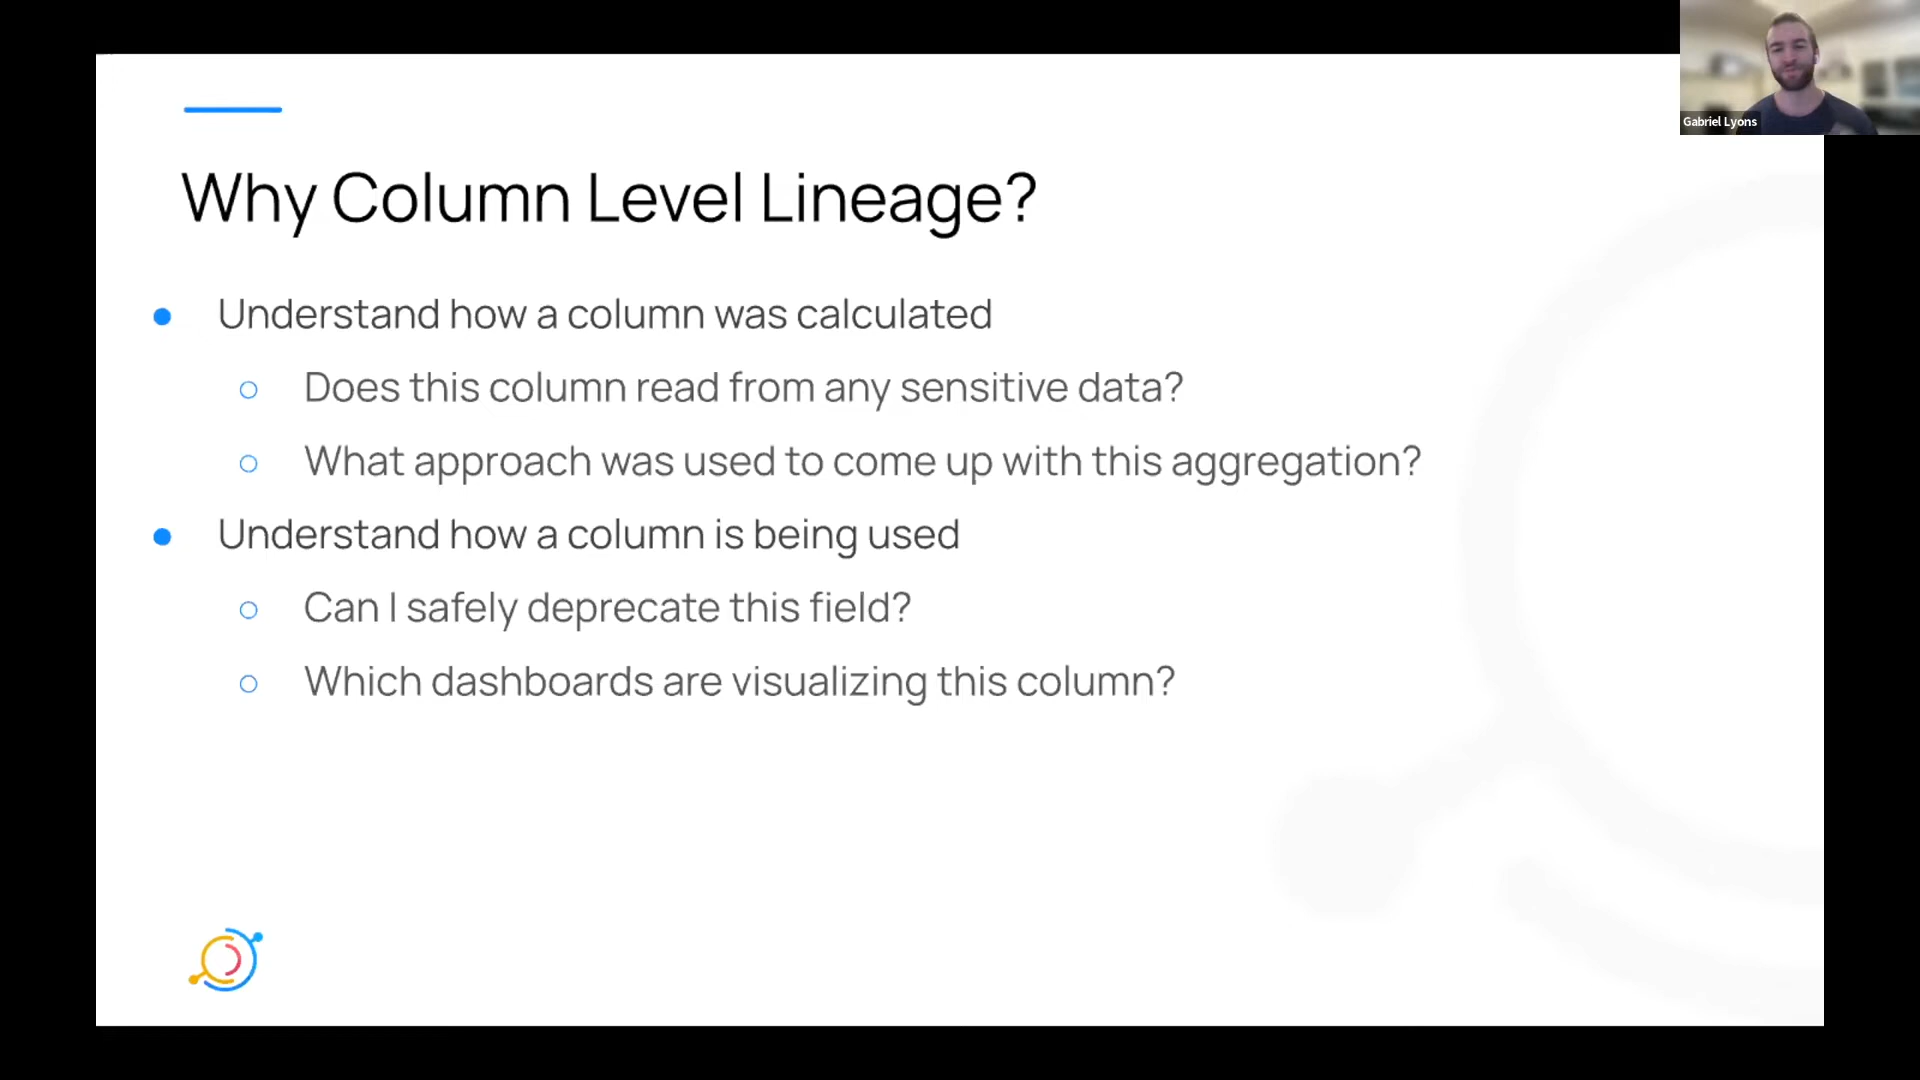 Gabriel Lyons
Why Column Level Lineage?
Understand how a column was calculated
Does this column read from any sensitive data?
What approach was used to come up with this aggregation?
Understand how a column is being used
Can I safely deprecate this field?
Which dashboards are visualizing this column?